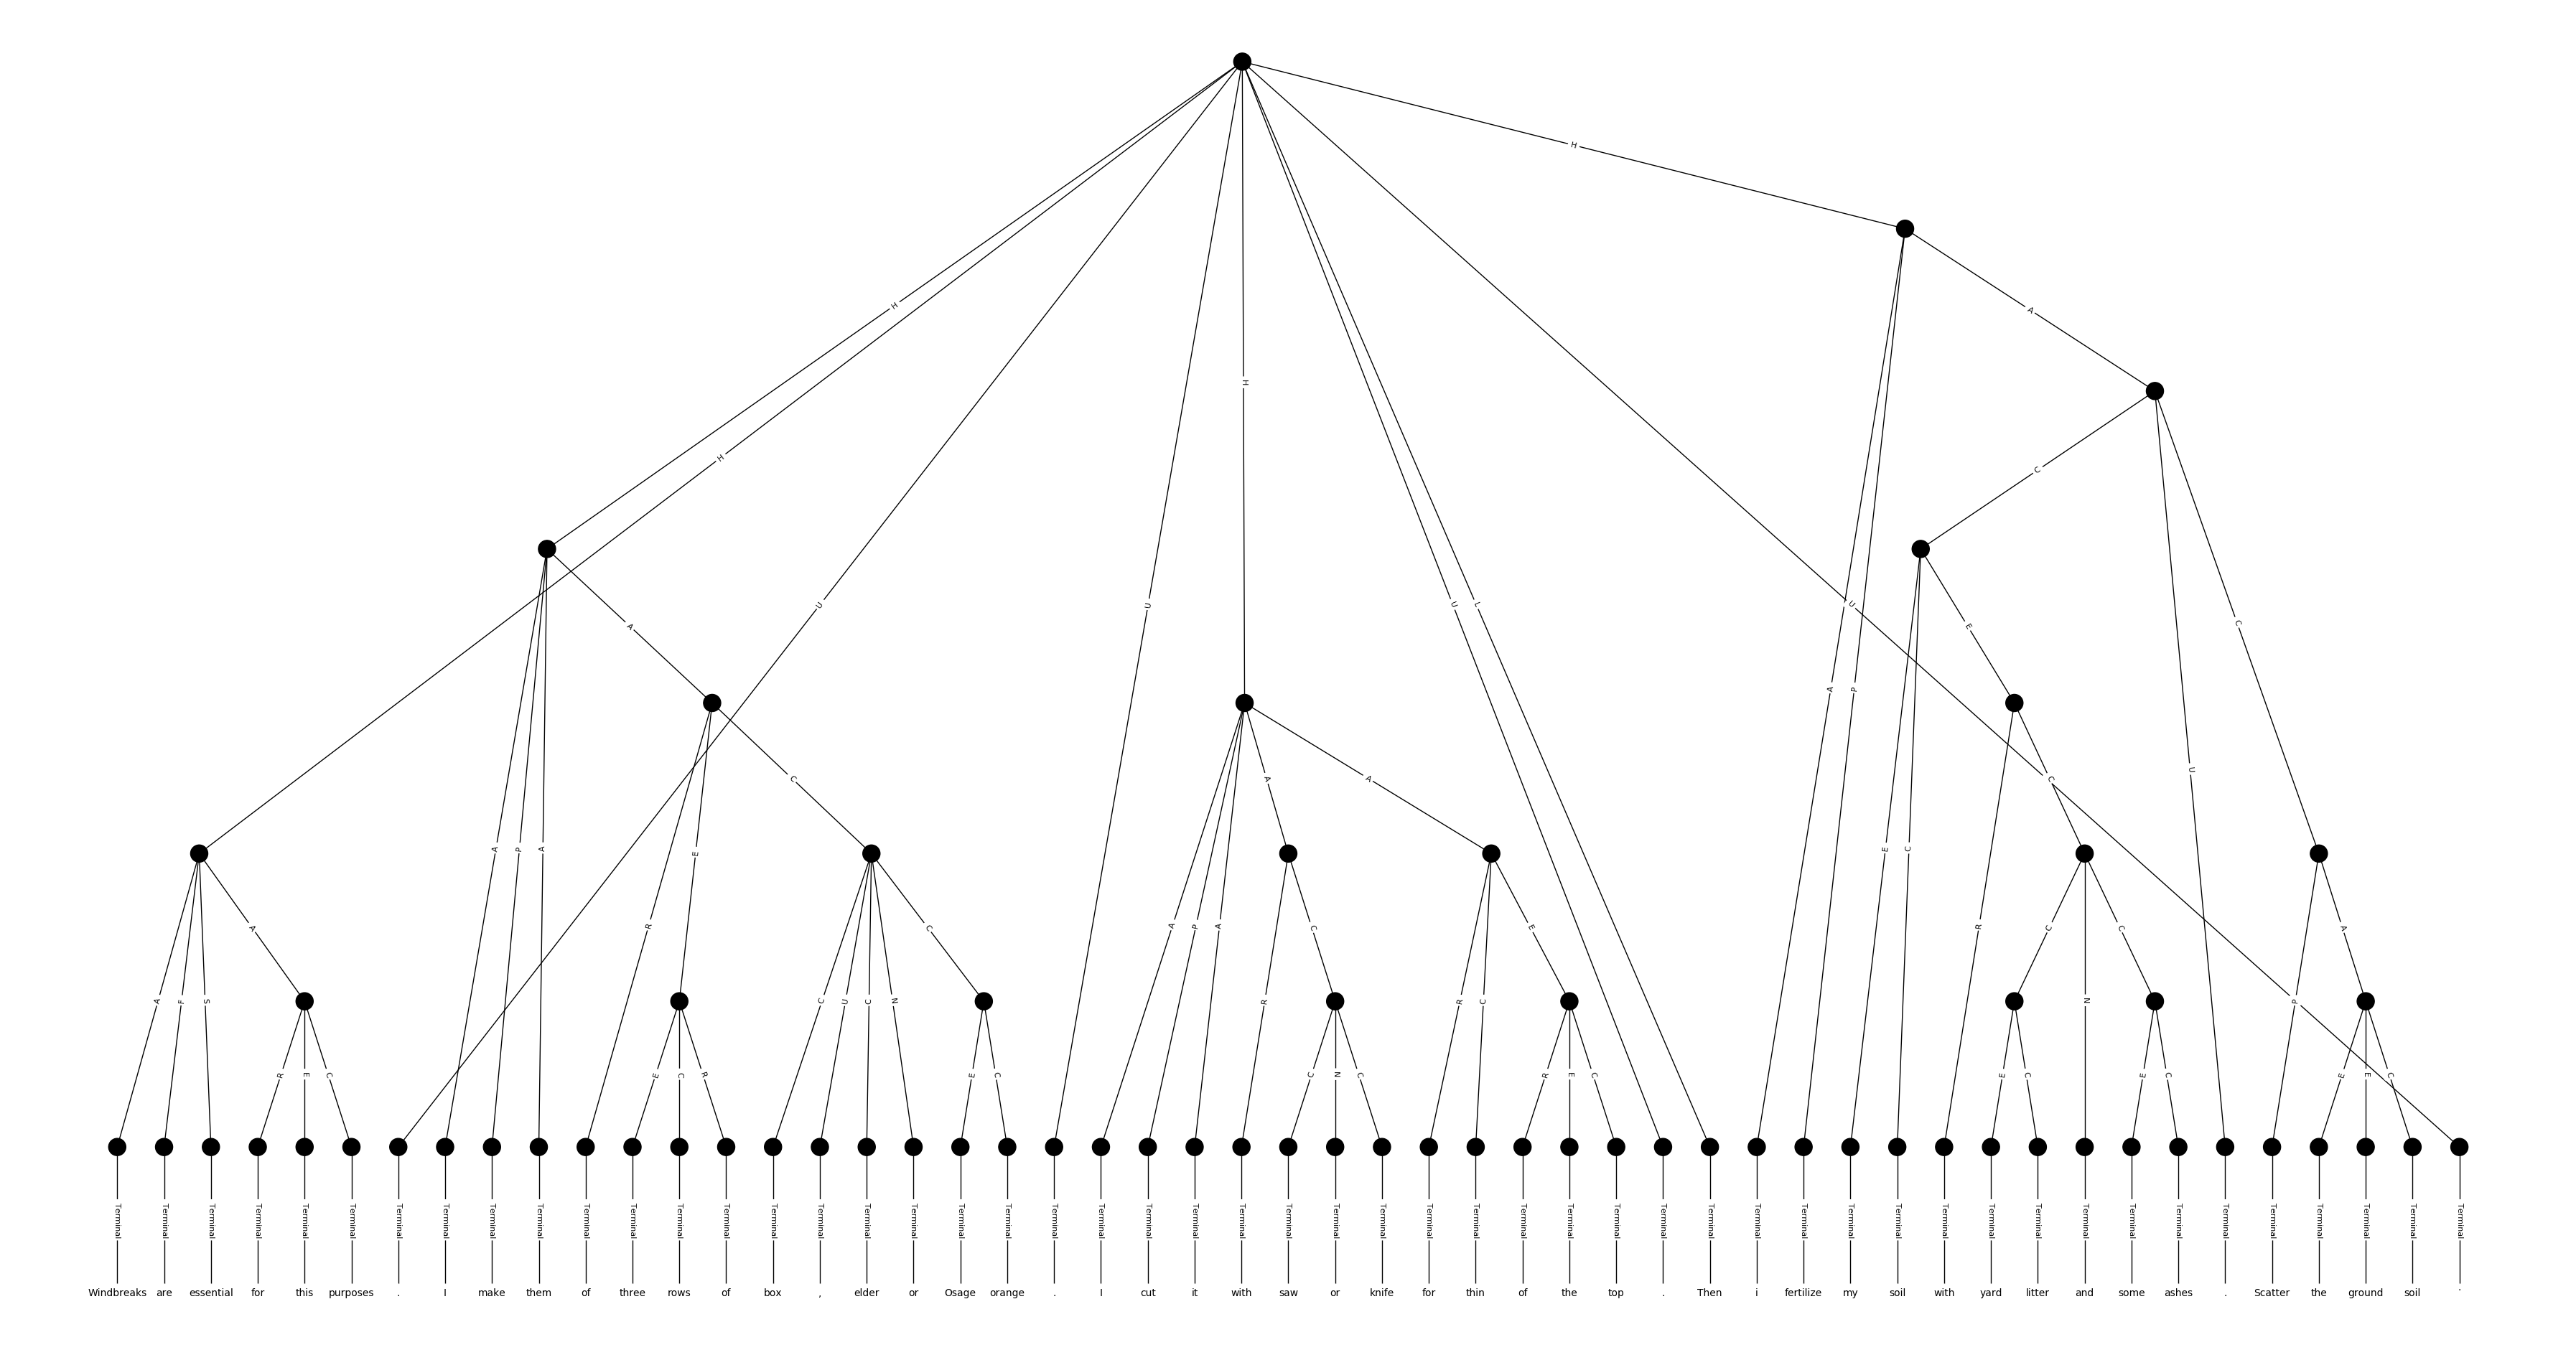 H
H
A
H
A
C
U
U
H
U
L
U
A
E
C
A
P
C
A
A
C
U
A
P
A
E
E
C
R
A
P
A
C
E
R
C
N
C
P
A
A
F
S
C
U
C
N
R
R
C
R
E
C
E
C
R
E
C
C
N
C
R
E
C
E
C
E
C
E
E
C
Terminal Terminal Terminal Terminal Terminal Terminal Terminal Terminal Terminal Terminal Terminal Terminal Terminal Terminal Terminal Terminal Terminal Terminal Terminal Terminal Terminal Terminal Terminal Terminal Terminal Terminal Terminal Terminal Terminal Terminal Terminal Terminal Terminal Terminal Terminal Terminal Terminal Terminal Terminal Terminal Terminal Terminal Terminal Terminal Terminal Terminal Terminal Terminal Terminal Terminal Terminal
Windbreaks are essential for this purposes . I make them of three rows of box , elder or Osage orange . I cut it with saw or knife for thin of the top . Then i fertilize my soil with yard litter and some ashes . Scatter the ground soil .